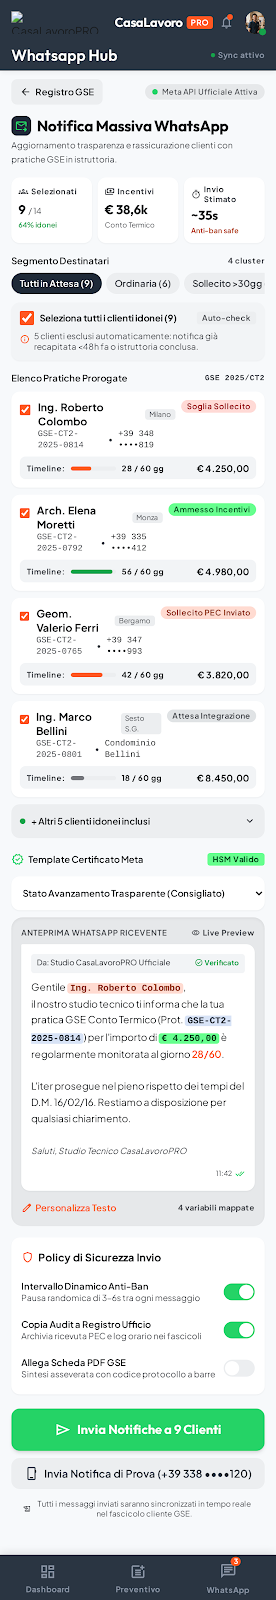 CasaLavoroPRO
CasaLavoro PRO
Whatsapp Hub
Sync attivo
Registro GSE
Meta API Ufficiale Attiva
Notifica Massiva WhatsApp
Aggiornamento trasparenza e rassicurazione clienti con
pratiche GSE in istruttoria.
Selezionati
9 / 14
64% idonei
Incentivi
€ 38,6k
Conto Termico
Invio
Stimato
~35s
Anti-ban safe
Segmento Destinatari
4 cluster
Tutti in Attesa (9)
Ordinaria (6)
Sollecito >30gg
Seleziona tutti i clienti idonei (9)
Auto-check
5 clienti esclusi automaticamente: notifica già
recapitata <48h fa o istruttoria conclusa.
Elenco Pratiche Prorogate
GSE 2025/CT2
Soglia Sollecito
Ing. Roberto
Colombo
Milano
GSE-CT2-
2025-0814
• +39 348
••••819
Timeline:
28 / 60 gg
€ 4.250,00
Ammesso Incentivi
Arch. Elena
Moretti
Monza
GSE-CT2-
2025-0792
• +39 335
••••412
Timeline:
56 / 60 gg
€ 4.980,00
Sollecito PEC Inviato
Geom.
Valerio Ferri
Bergamo
GSE-CT2-
2025-0765
• +39 347
••••993
Timeline:
42 / 60 gg
€ 3.820,00
Attesa Integrazione
Ing. Marco
Bellini
Sesto
S.G.
GSE-CT2-
2025-0801
• Condominio
Bellini
Timeline:
18 / 60 gg
€ 8.450,00
+ Altri 5 clienti idonei inclusi
Template Certificato Meta
HSM Valido
Stato Avanzamento Trasparente (Consigliato)
ANTEPRIMA WHATSAPP RICEVENTE
Live Preview
Da: Studio CasaLavoroPRO Ufficiale
Verificato
Gentile Ing. Roberto Colombo,
il nostro studio tecnico ti informa che la tua
pratica GSE Conto Termico (Prot. GSE-CT2-
2025-0814) per l'importo di € 4.250,00 è
regolarmente monitorata al giorno 28/60.
L'iter prosegue nel pieno rispetto dei tempi del
D.M. 16/02/16. Restiamo a disposizione per
qualsiasi chiarimento.
Saluti, Studio Tecnico CasaLavoroPRO
11:42
Personalizza Testo
4 variabili mappate
Policy di Sicurezza Invio
Intervallo Dinamico Anti-Ban
Pausa randomica di 3-6s tra ogni messaggio
Copia Audit a Registro Ufficio
Archivia ricevuta PEC e log orario nei fascicoli
Allega Scheda PDF GSE
Sintesi asseverata con codice protocollo a barre
Invia Notifiche a 9 Clienti
Invia Notifica di Prova (+39 338 ••••120)
Tutti i messaggi inviati saranno sincronizzati in tempo reale
nel fascicolo cliente GSE.
Dashboard
Preventivo
3
WhatsApp